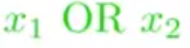 x₁ OR x₂